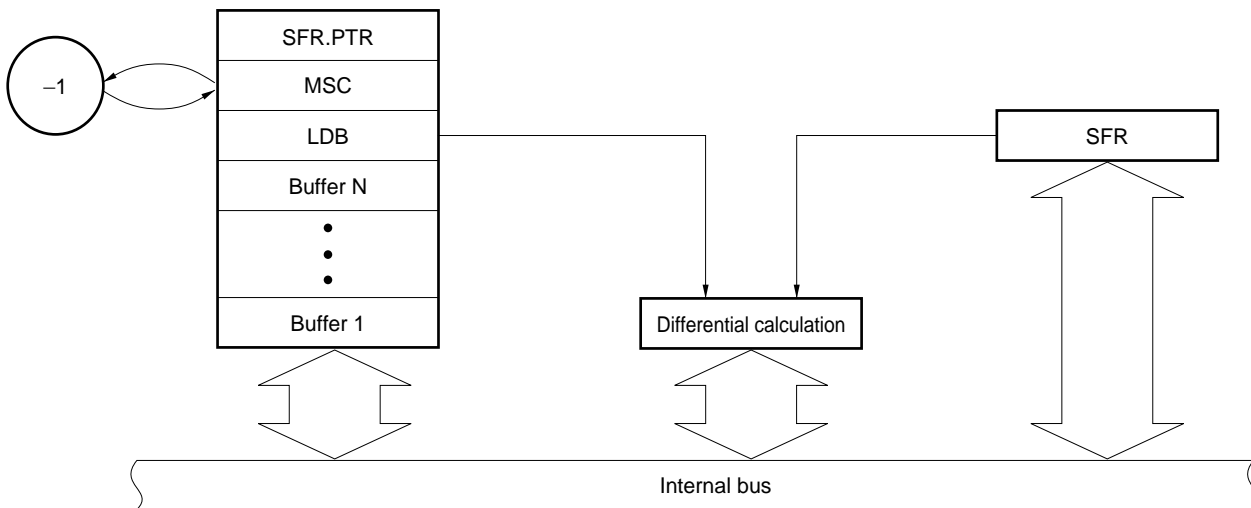 SFR.PTR
–1
MSC
LDB
SFR
Buffer N
•
•
•
Buffer 1
Differential calculation
Internal bus